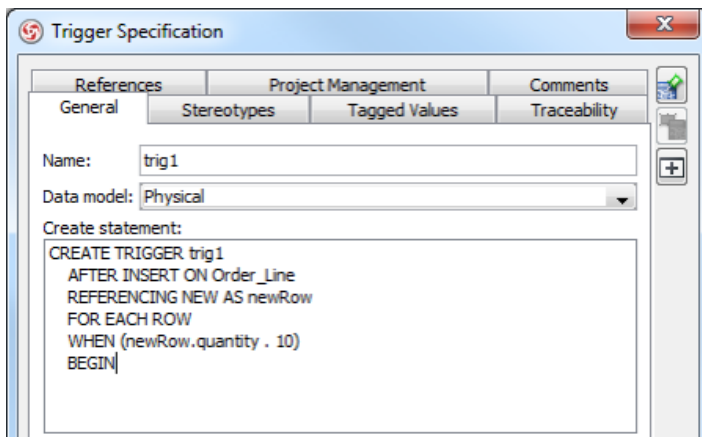 Trigger Specification
References Project Management Comments
General Stereotypes Tagged Values Traceability
Name: trig1
Data model: Physical
Create statement:
CREATE TRIGGER trig1
AFTER INSERT ON Order_Line
REFERENCING NEW AS newRow
FOR EACH ROW
WHEN (newRow.quantity . 10)
BEGIN